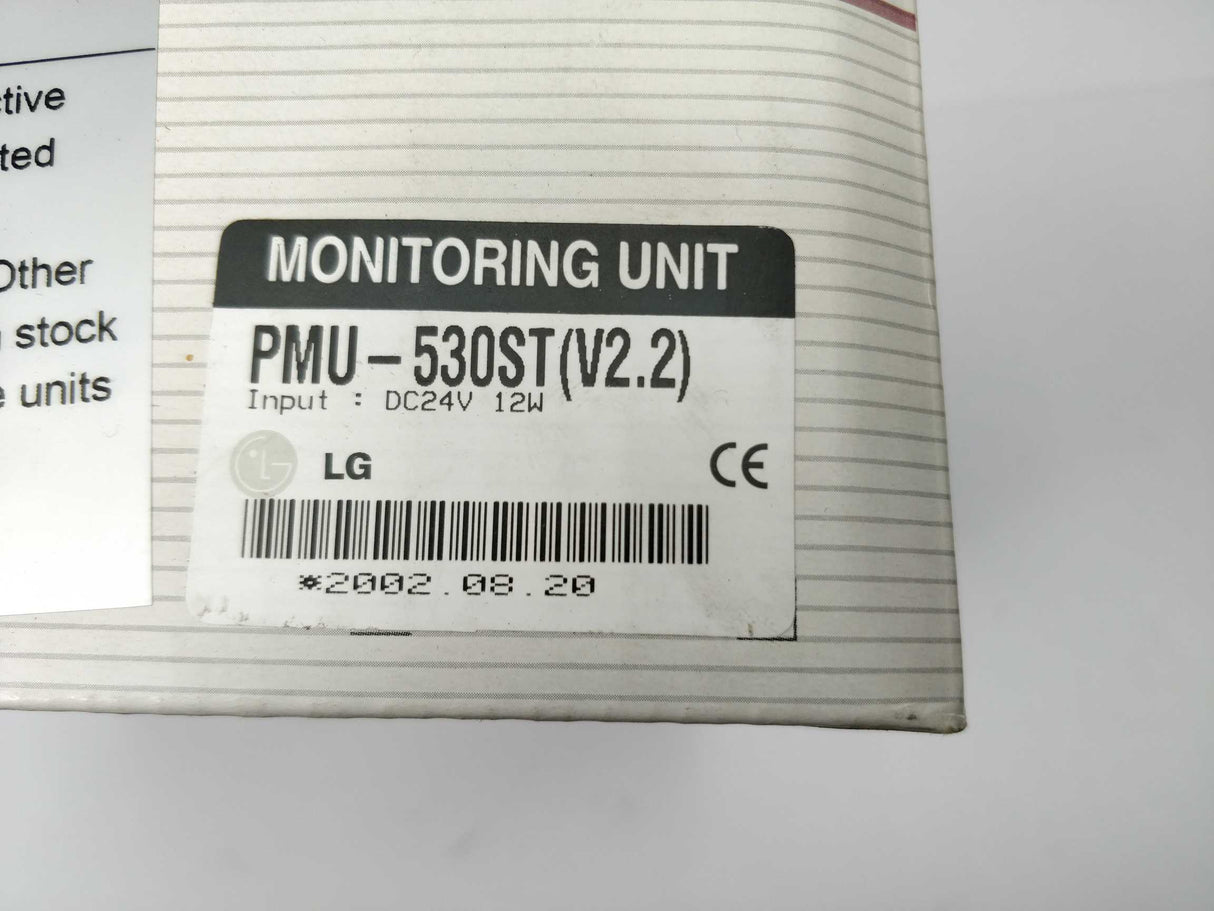 ctive
ted
Other
stock
units
MONITORING UNIT
PMU-530ST(V2.2)
Input : DC24V 12W
LG
CE
*2002.08.20